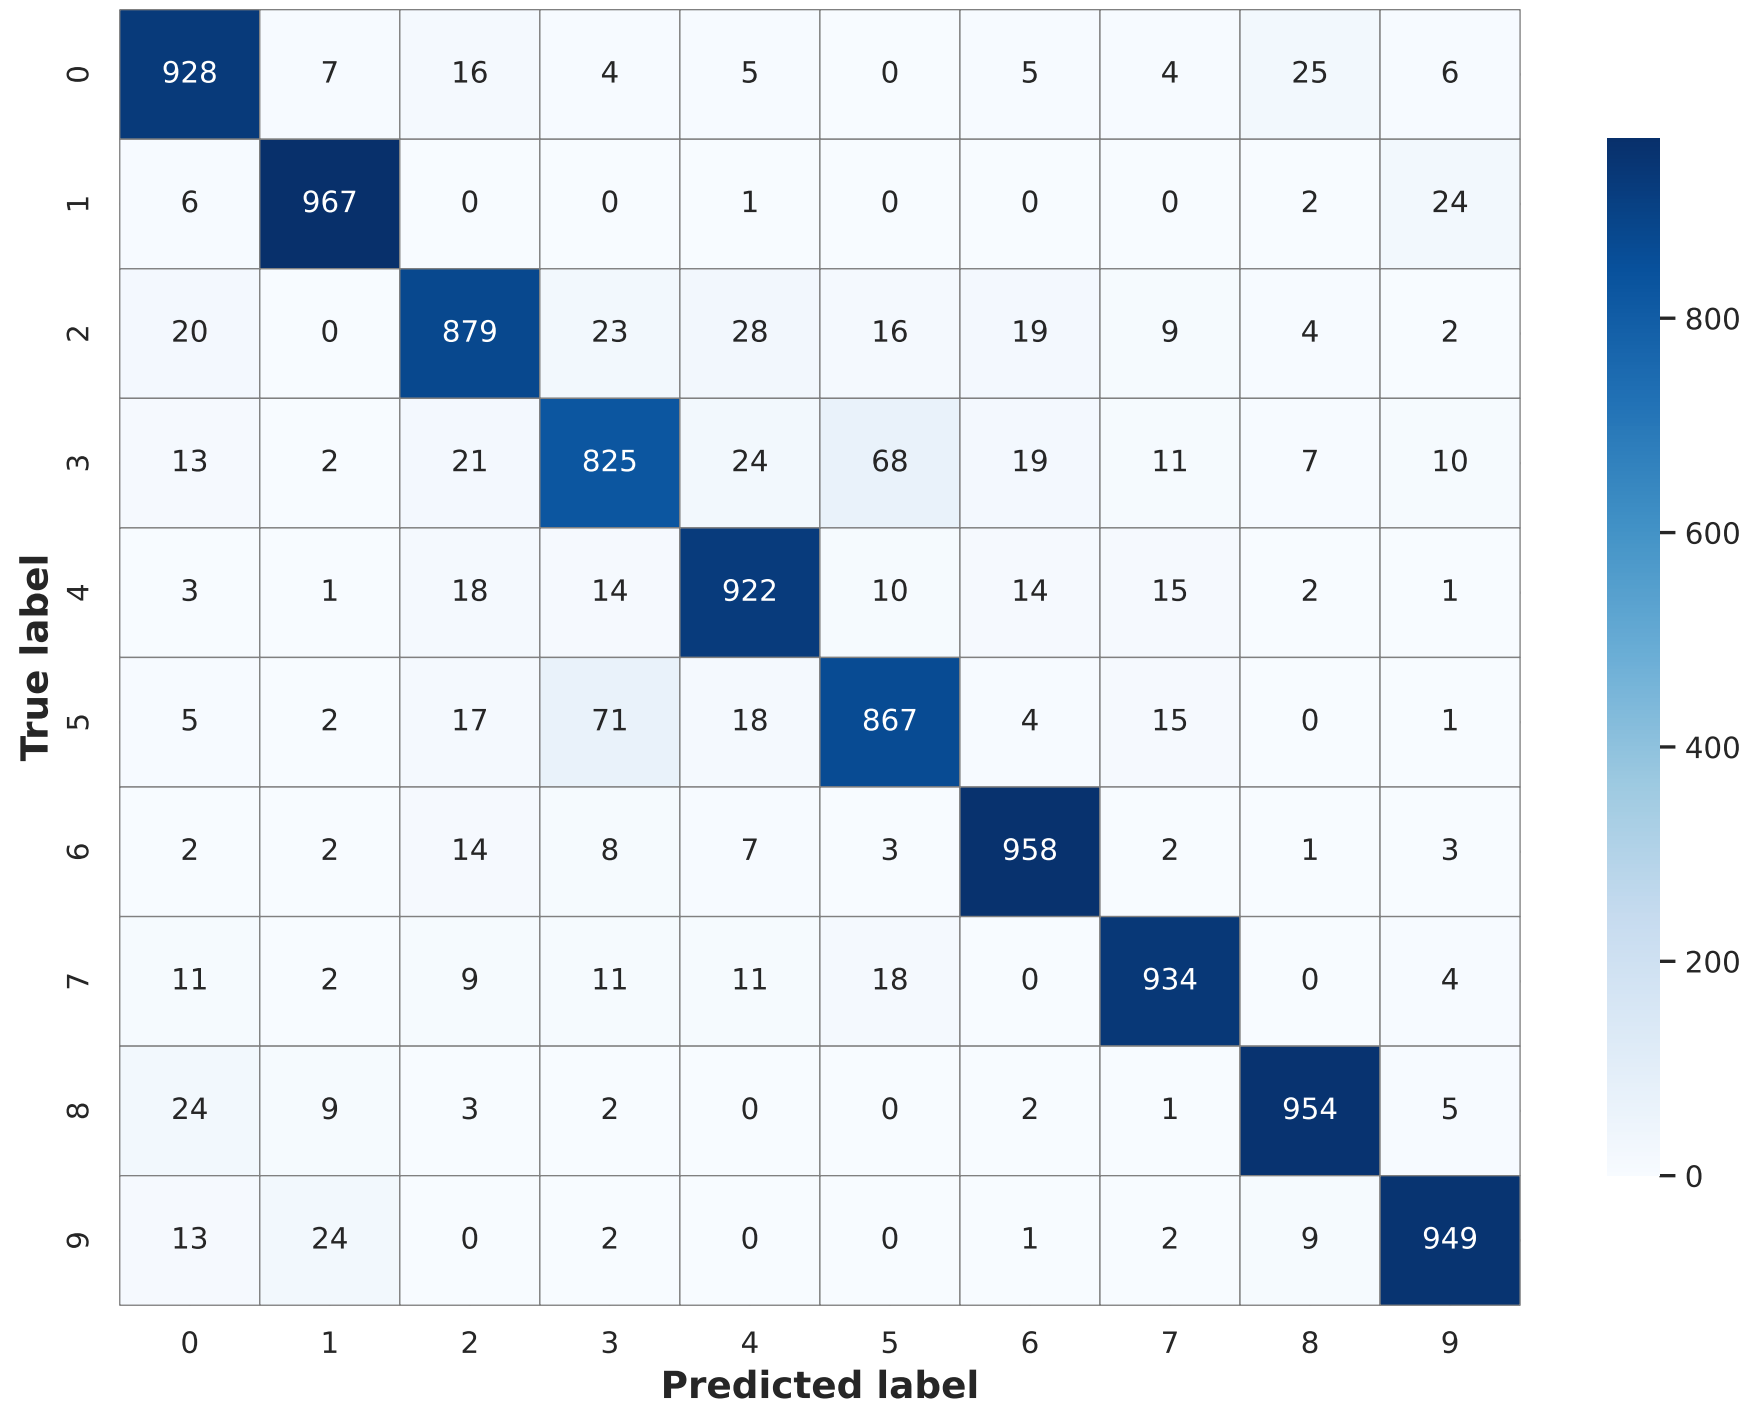 0 928 7 16 4 5 0 5 4 25 6
1 6 967 0 0 1 0 0 0 2 24
2 20 0 879 23 28 16 19 9 4 2
3 13 2 21 825 24 68 19 11 7 10
4 3 1 18 14 922 10 14 15 2 1
5 5 2 17 71 18 867 4 15 0 1
6 2 2 14 8 7 3 958 2 1 3
7 11 2 9 11 11 18 0 934 0 4
8 24 9 3 2 0 0 2 1 954 5
9 13 24 0 2 0 0 1 2 9 949
0 1 2 3 4 5 6 7 8 9
Predicted label
True label
800
600
400
200
0